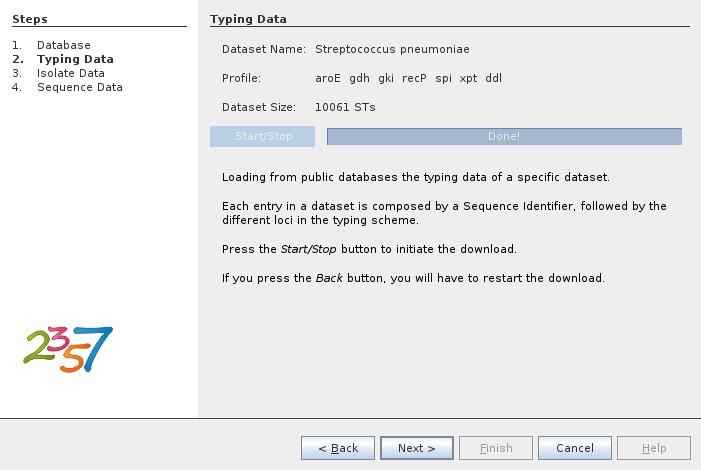 Steps
1. Database
2. Typing Data
3. Isolate Data
4. Sequence Data
2357
Typing Data
Dataset Name: Streptococcus pneumoniae
Profile: aroE gdh gki recP spi xpt ddl
Dataset Size: 10061 STs
Start/Stop Done!
Loading from public databases the typing data of a specific dataset.
Each entry in a dataset is composed by a Sequence Identifier, followed by the
different loci in the typing scheme.
Press the Start/Stop button to initiate the download.
If you press the Back button, you will have to restart the download.
< Back Next > Finish Cancel Help